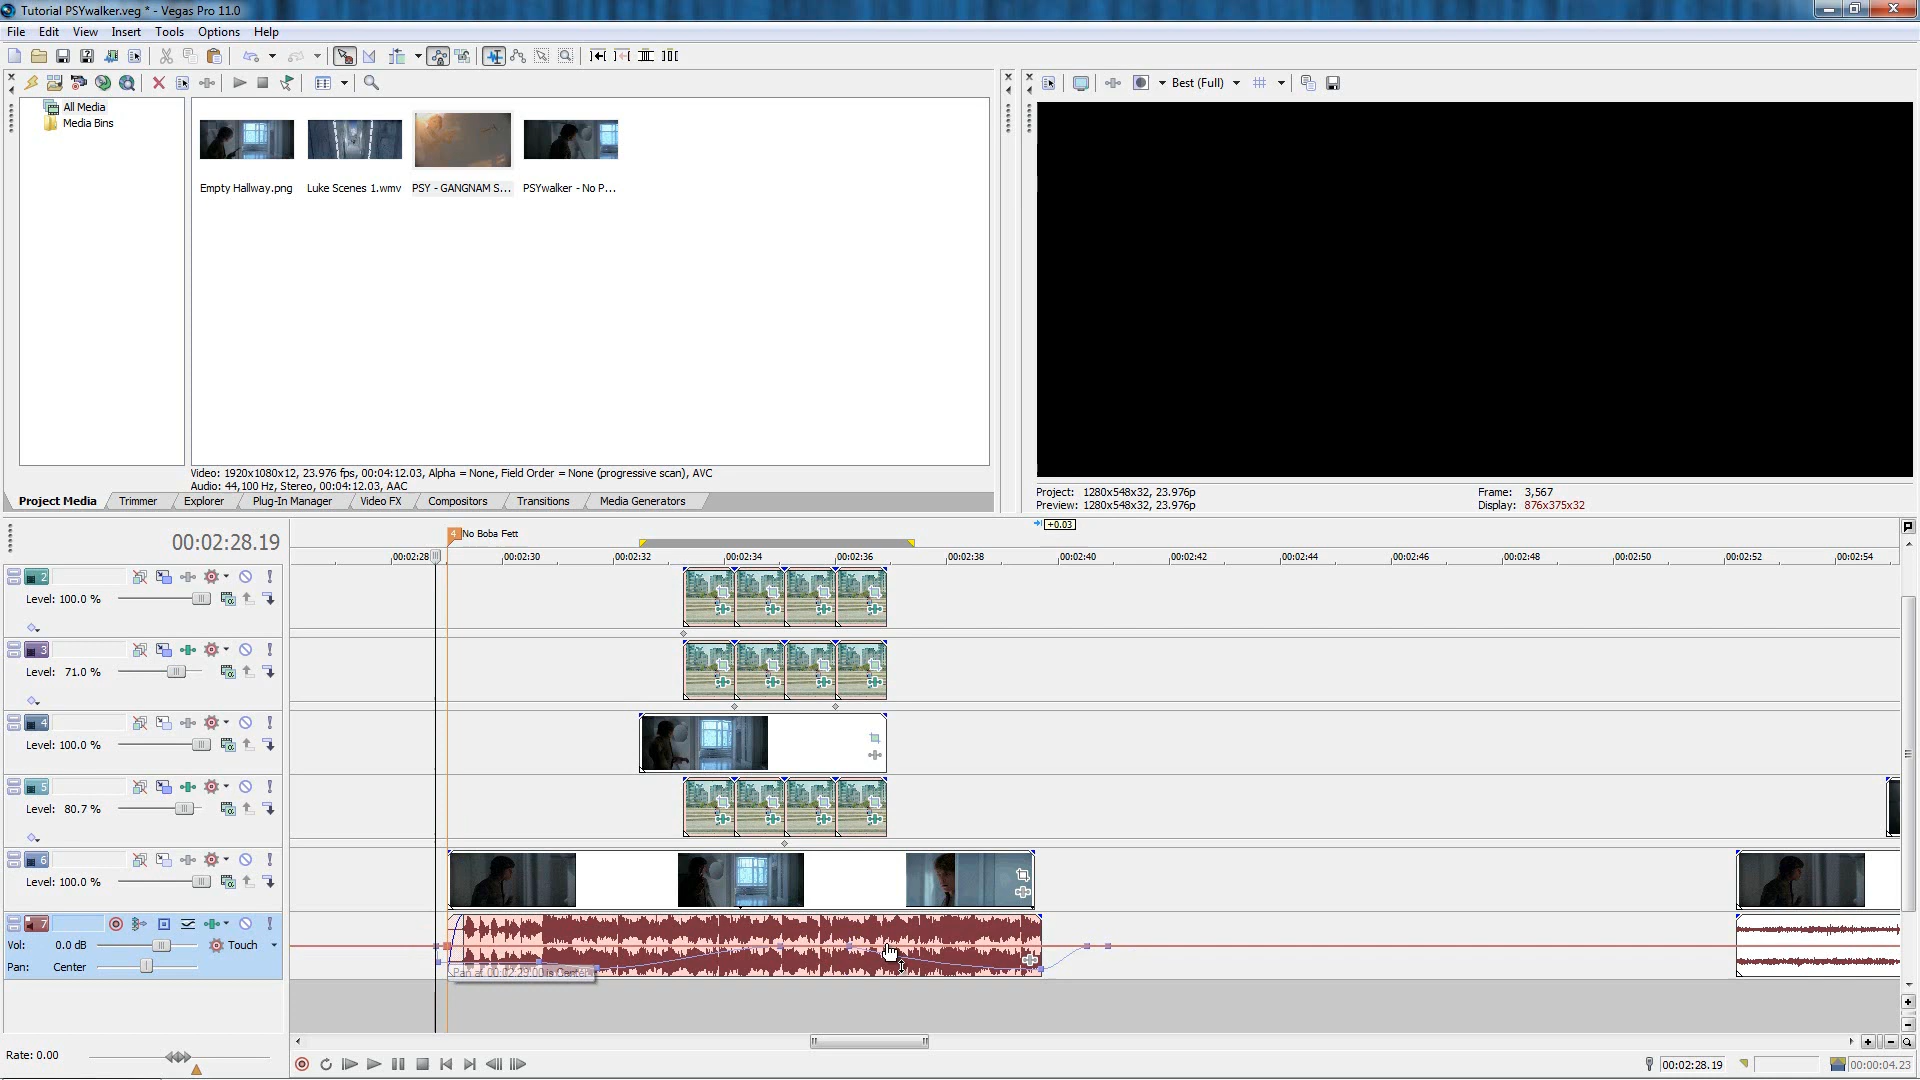 Tutorial PSYwalker.veg * - Vegas Pro 11.0
File Edit View Insert Tools Options Help
Best (Full)
All Media
Media Bins
Empty Hallway.png Luke Scenes 1.wmv PSY - GANGNAM S... PSYwalker - No P...
Video: 1920x1080x12, 23.976 fps, 00:04:12.03, Alpha = None, Field Order = None (progressive scan), AVC
Audio: 44,100 Hz, Stereo, 00:04:12.03, AAC
Project Media Trimmer Explorer Plug-In Manager Video FX Compositors Transitions Media Generators
Project: 1280x548x32, 23.976p Frame: 3,567
Preview: 1280x548x32, 23.976p Display: 876x375x32
+0.03
00:02:28.19
4 No Boba Fett
00:02:28 00:02:30 00:02:32 00:02:34 00:02:36 00:02:38 00:02:40 00:02:42 00:02:44 00:02:46 00:02:48 00:02:50 00:02:52 00:02:54
2
Level: 100.0 %
3
Level: 71.0 %
4
Level: 100.0 %
5
Level: 80.7 %
6
Level: 100.0 %
7
Vol: 0.0 dB Touch
Pan: Center
Pan at 00:02:29.00 is Center
Rate: 0.00
00:02:28.19 00:00:04.23